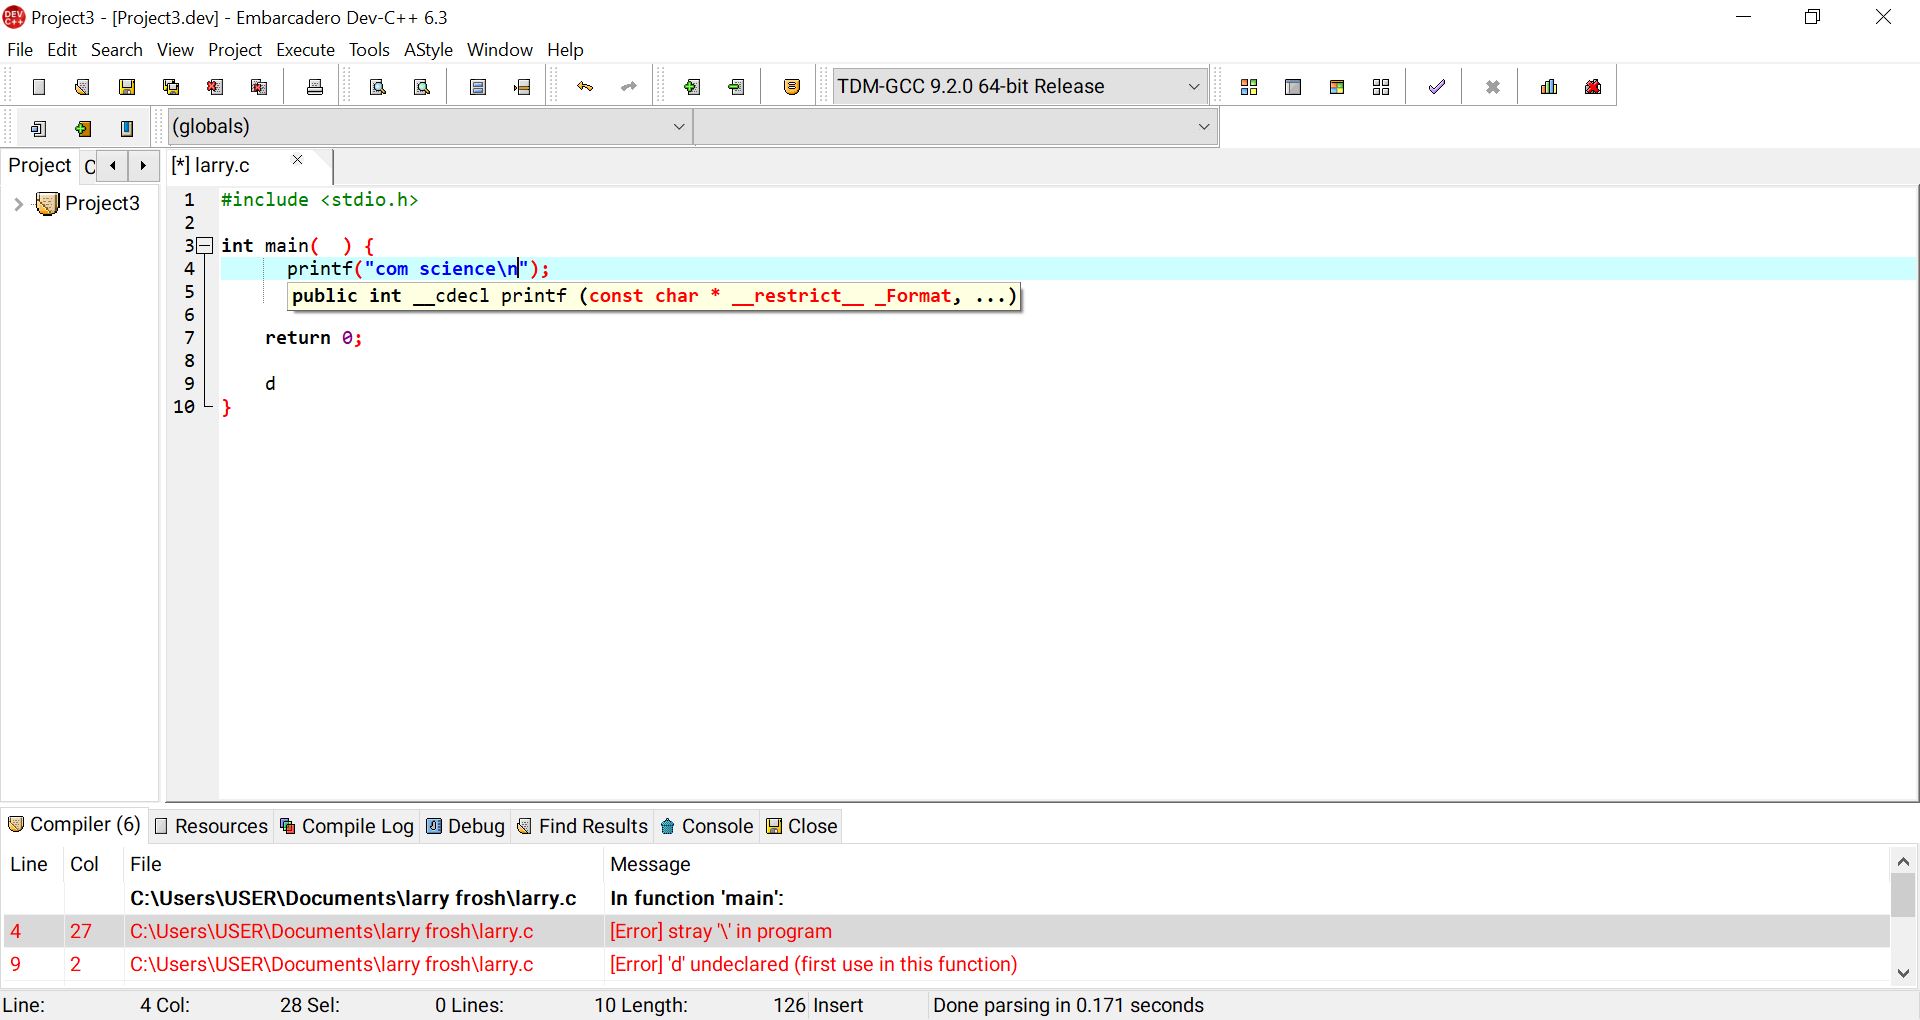 Project3 - [Project3.dev] - Embarcadero Dev-C++ 6.3
File Edit Search View Project Execute Tools AStyle Window Help
TDM-GCC 9.2.0 64-bit Release
(globals)
Project C
[*] larry.c
Project3
1 #include <stdio.h>
2
3 int main(  ) {
4 printf("com science\n");
5 public int __cdecl printf (const char * __restrict__ _Format, ...)
6
7 return 0;
8
9 d
10 }
Compiler (6) Resources Compile Log Debug Find Results Console Close
Line Col File Message
C:\Users\USER\Documents\larry frosh\larry.c In function 'main':
4 27 C:\Users\USER\Documents\larry frosh\larry.c [Error] stray '\' in program
9 2 C:\Users\USER\Documents\larry frosh\larry.c [Error] 'd' undeclared (first use in this function)
Line: 4 Col: 28 Sel: 0 Lines: 10 Length: 126 Insert Done parsing in 0.171 seconds